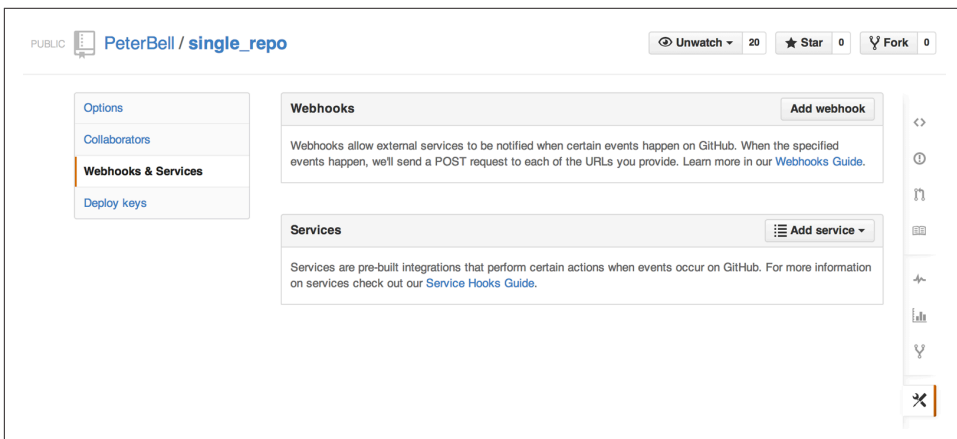 PUBLIC PeterBell / single_repo
Unwatch 20 Star 0 Fork 0
Options
Collaborators
Webhooks & Services
Deploy keys
Webhooks Add webhook
Webhooks allow external services to be notified when certain events happen on GitHub. When the specified
events happen, we'll send a POST request to each of the URLs you provide. Learn more in our Webhooks Guide.
Services Add service
Services are pre-built integrations that perform certain actions when events occur on GitHub. For more information
on services check out our Service Hooks Guide.